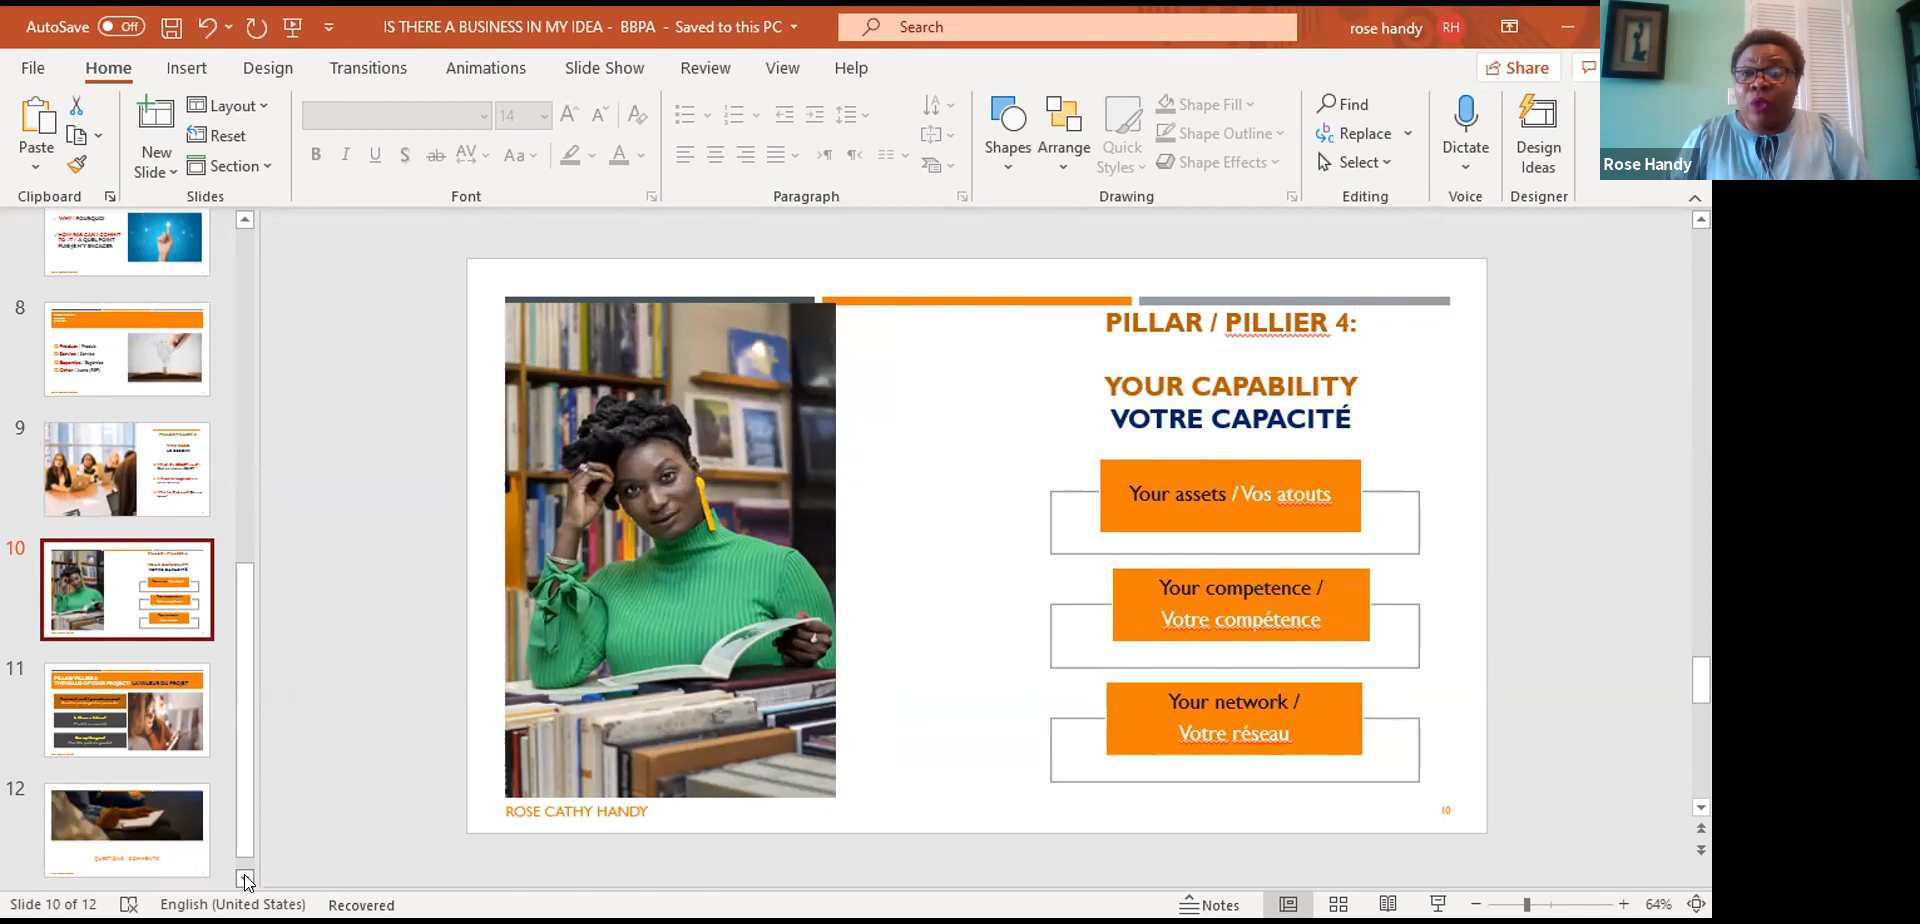 AutoSave Off IS THERE A BUSINESS IN MY IDEA - BBPA - Saved to this PC Search rose handy RH
File Home Insert Design Transitions Animations Slide Show Review View Help Share
Paste Clipboard
New Slide Layout Reset Section Slides
14
Font
Paragraph
Shapes Arrange Quick Styles Shape Fill Shape Outline Shape Effects Drawing
Find Replace Select Editing
Dictate Voice
Design Ideas Designer
Rose Handy
WHY / POURQUOI
8
9
10
11
12
QUESTIONS / COMMENTS?
PILLAR / PILLIER 4:
YOUR CAPABILITY
VOTRE CAPACITÉ
Your assets / Vos atouts
Your competence /
Votre compétence
Your network /
Votre réseau
ROSE CATHY HANDY
10
Slide 10 of 12 English (United States) Recovered Notes 64%